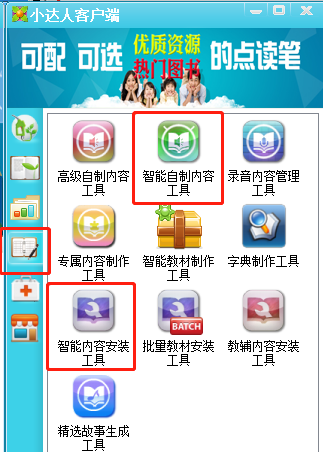 小达人客户端
可配 可选 优质资源 的点读笔
热门图书
高级自制内容 智能自制内容 录音内容管理
工具 工具 工具
专属内容制作 智能教材制作 字典制作工具
工具 工具
BATCH
智能内容安装 批量教材安装 教辅内容安装
工具 工具 工具
精选故事生成
工具